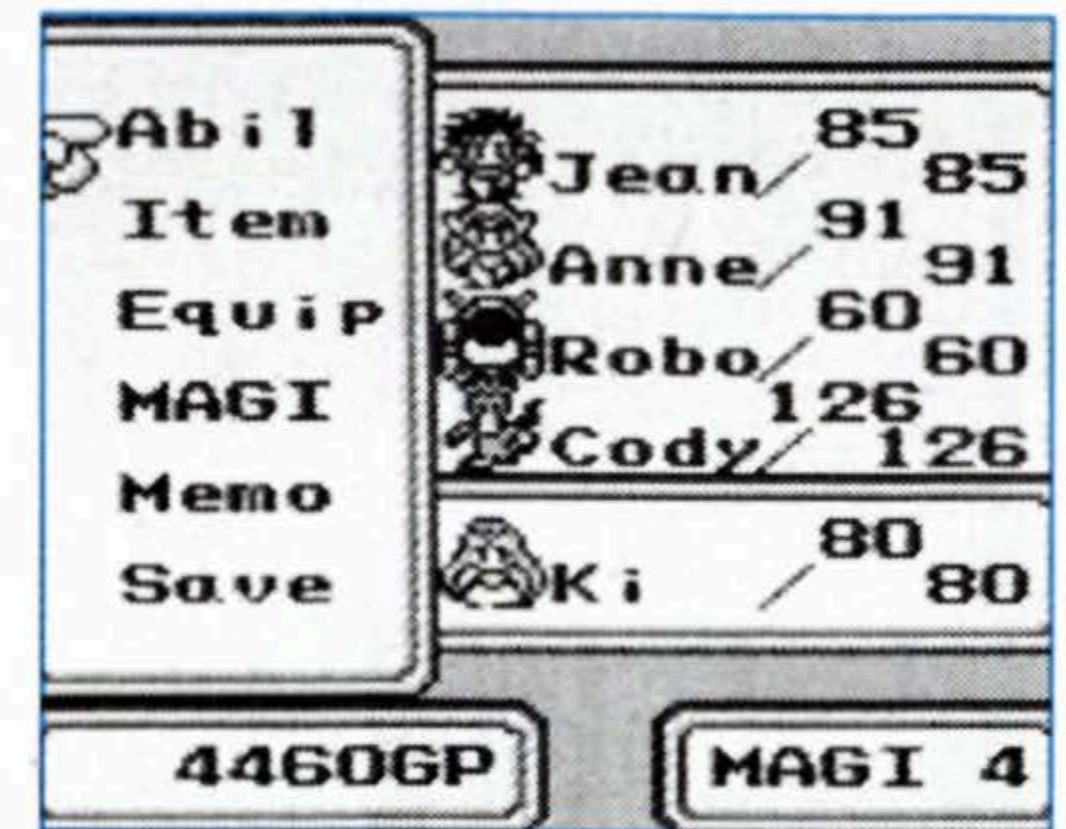 Abil
Item
Equip
MAGI
Memo
Save
85
Jean/ 85
91
Anne/ 91
60
Robo/ 60
126
Cody/ 126
80
Ki / 80
4460GP
MAGI 4